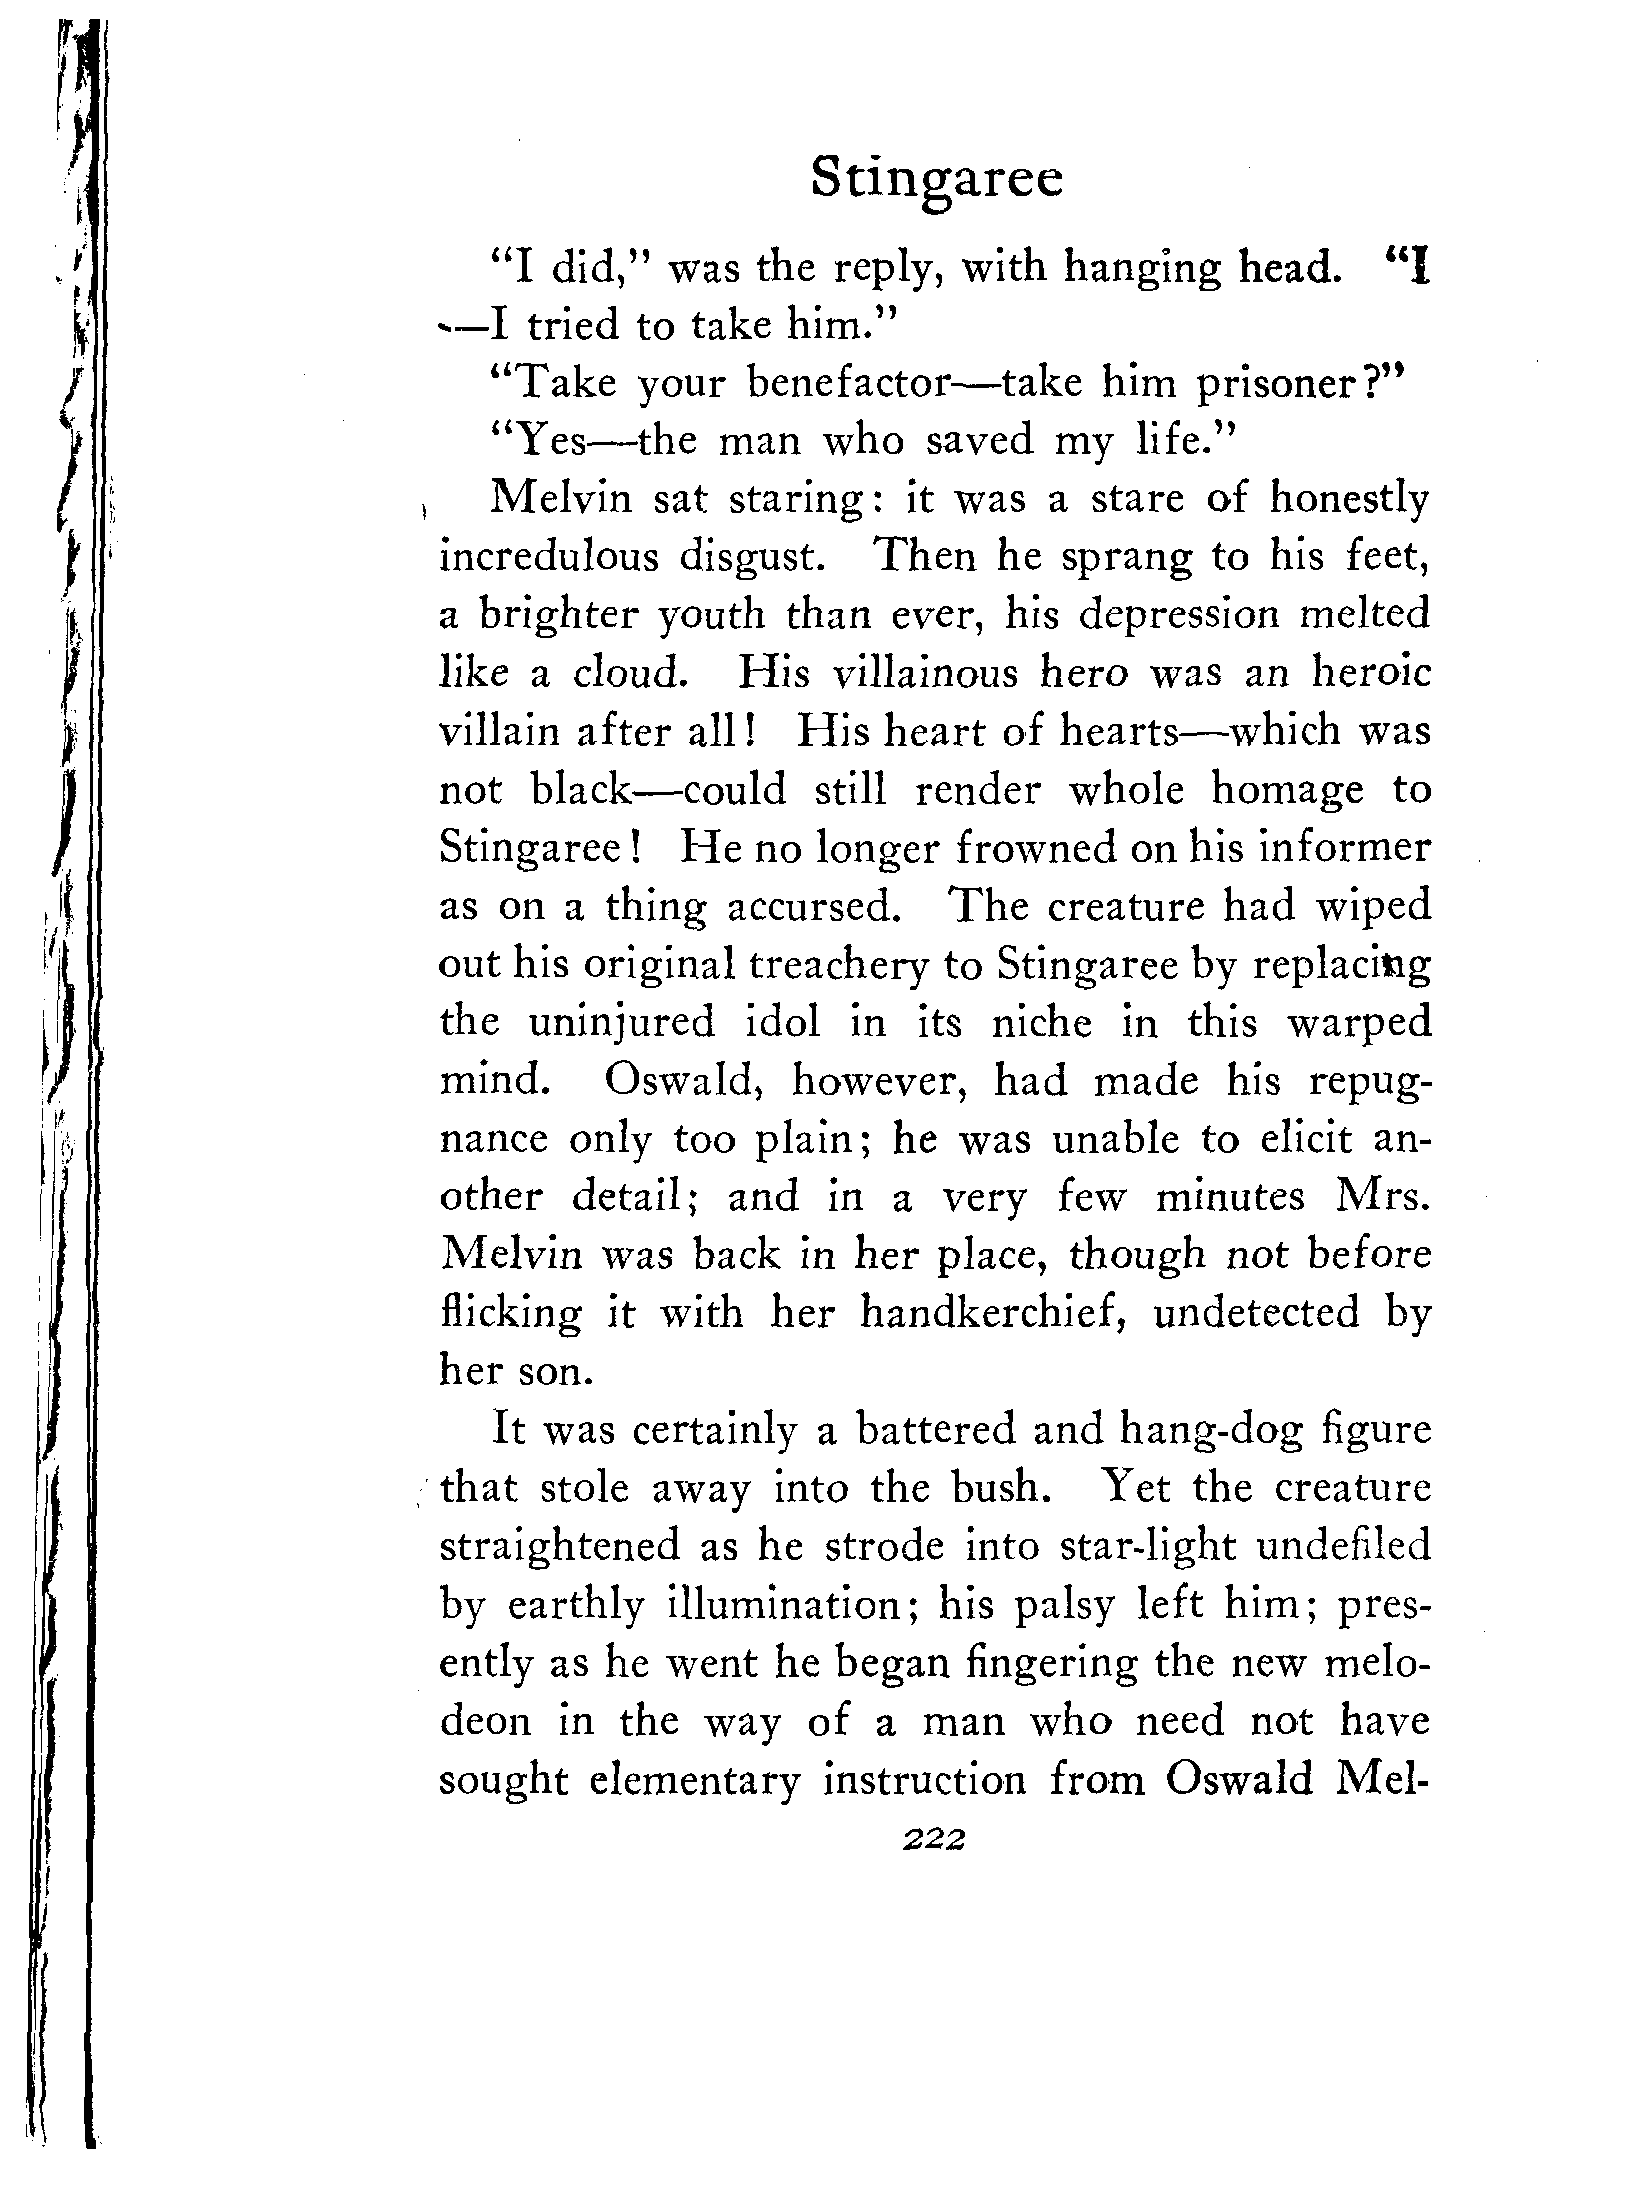 Stingaree
“I did,” was the reply, with hanging head. “I
—I tried to take him.”
“Take your benefactor—take him prisoner?”
“Yes—the man who saved my life.”
Melvin sat staring: it was a stare of honestly
incredulous disgust. Then he sprang to his feet,
a brighter youth than ever, his depression melted
like a cloud. His villainous hero was an heroic
villain after all! His heart of hearts—which was
not black—could still render whole homage to
Stingaree! He no longer frowned on his informer
as on a thing accursed. The creature had wiped
out his original treachery to Stingaree by replacing
the uninjured idol in its niche in this warped
mind. Oswald, however, had made his repug-
nance only too plain; he was unable to elicit an-
other detail; and in a very few minutes Mrs.
Melvin was back in her place, though not before
flicking it with her handkerchief, undetected by
her son.
It was certainly a battered and hang-dog figure
that stole away into the bush. Yet the creature
straightened as he strode into star-light undefiled
by earthly illumination; his palsy left him; pres-
ently as he went he began fingering the new melo-
deon in the way of a man who need not have
sought elementary instruction from Oswald Mel-
222